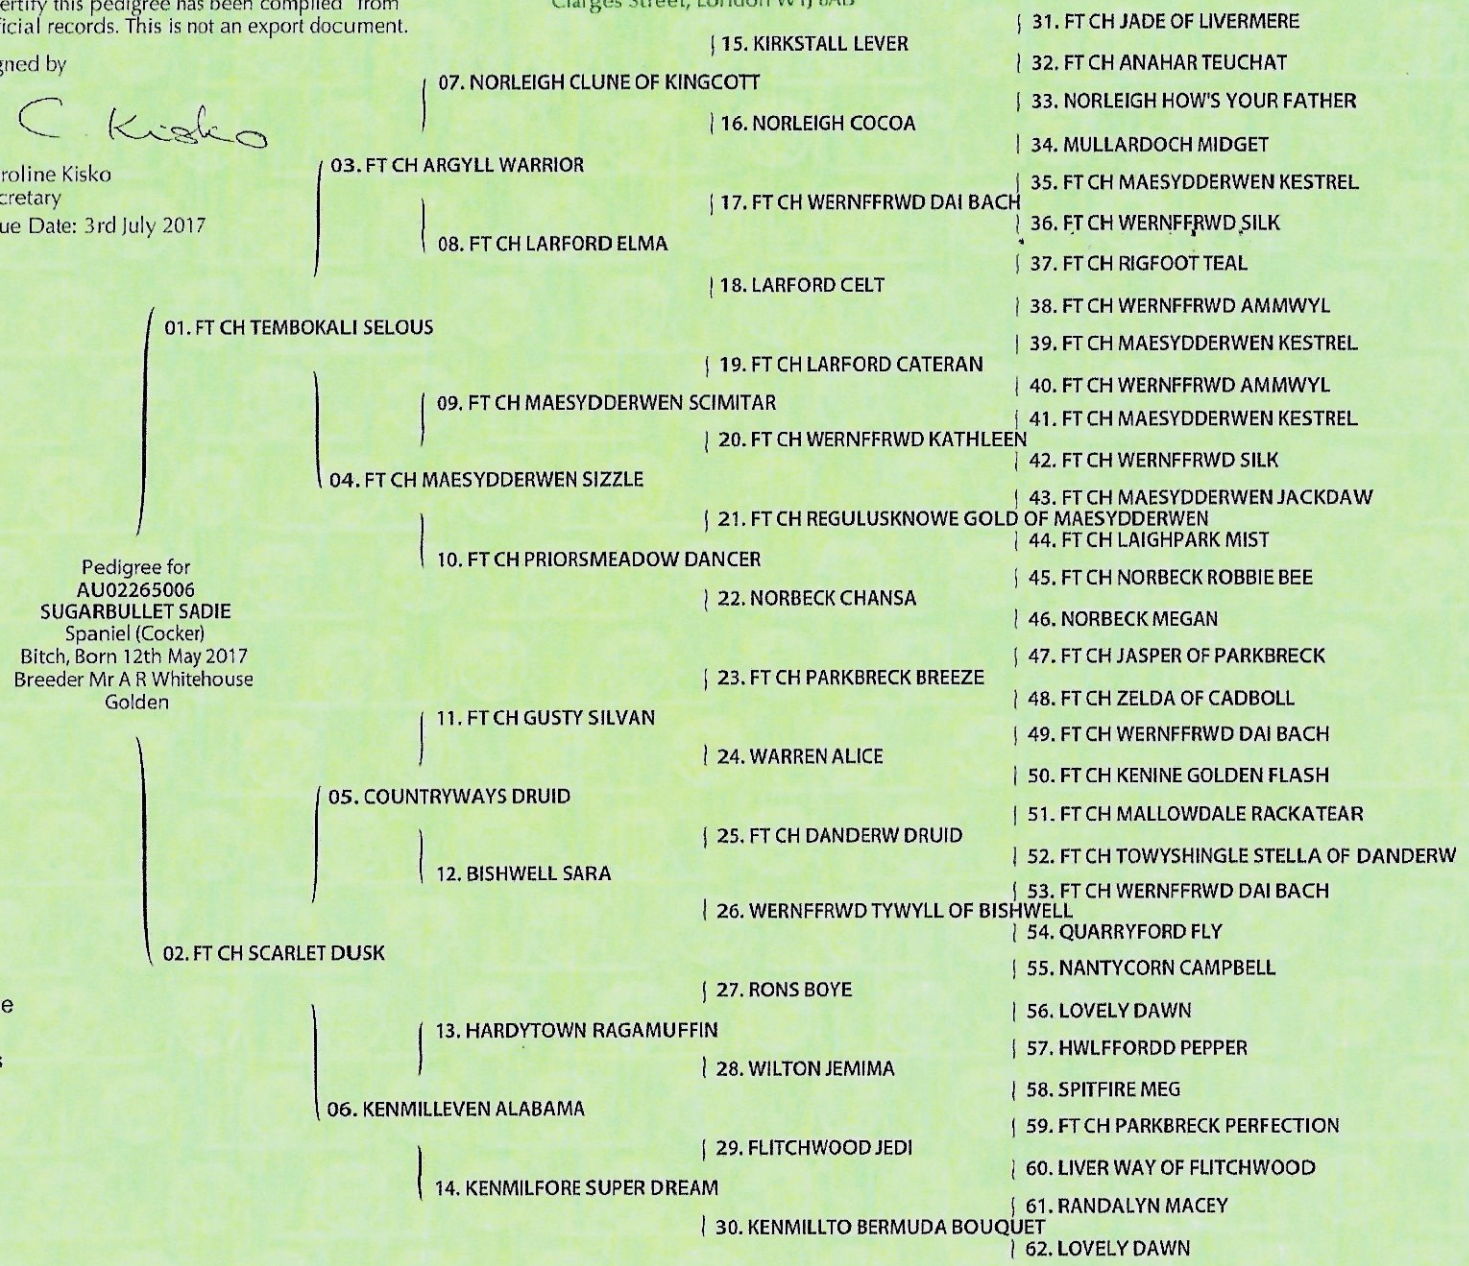 ertify this pedigree has been compiled from
ficial records. This is not an export document.
gned by
C Kisko
roline Kisko
cretary
ue Date: 3rd July 2017
Clarges Street, London W1J 8AB
Pedigree for
AU02265006
SUGARBULLET SADIE
Spaniel (Cocker)
Bitch, Born 12th May 2017
Breeder Mr A R Whitehouse
Golden
e
s
01. FT CH TEMBOKALI SELOUS
02. FT CH SCARLET DUSK
03. FT CH ARGYLL WARRIOR
04. FT CH MAESYDDERWEN SIZZLE
05. COUNTRYWAYS DRUID
06. KENMILLEVEN ALABAMA
07. NORLEIGH CLUNE OF KINGCOTT
08. FT CH LARFORD ELMA
09. FT CH MAESYDDERWEN SCIMITAR
10. FT CH PRIORSMEADOW DANCER
11. FT CH GUSTY SILVAN
12. BISHWELL SARA
13. HARDYTOWN RAGAMUFFIN
14. KENMILFORE SUPER DREAM
15. KIRKSTALL LEVER
16. NORLEIGH COCOA
17. FT CH WERNFFRWD DAI BACH
18. LARFORD CELT
19. FT CH LARFORD CATERAN
20. FT CH WERNFFRWD KATHLEEN
21. FT CH REGULUSKNOWE GOLD OF MAESYDDERWEN
22. NORBECK CHANSA
23. FT CH PARKBRECK BREEZE
24. WARREN ALICE
25. FT CH DANDERW DRUID
26. WERNFFRWD TYWYLL OF BISHWELL
27. RONS BOYE
28. WILTON JEMIMA
29. FLITCHWOOD JEDI
30. KENMILLTO BERMUDA BOUQUET
31. FT CH JADE OF LIVERMERE
32. FT CH ANAHAR TEUCHAT
33. NORLEIGH HOW'S YOUR FATHER
34. MULLARDOCH MIDGET
35. FT CH MAESYDDERWEN KESTREL
36. FT CH WERNFFRWD SILK
37. FT CH RIGFOOT TEAL
38. FT CH WERNFFRWD AMMWYL
39. FT CH MAESYDDERWEN KESTREL
40. FT CH WERNFFRWD AMMWYL
41. FT CH MAESYDDERWEN KESTREL
42. FT CH WERNFFRWD SILK
43. FT CH MAESYDDERWEN JACKDAW
44. FT CH LAIGHPARK MIST
45. FT CH NORBECK ROBBIE BEE
46. NORBECK MEGAN
47. FT CH JASPER OF PARKBRECK
48. FT CH ZELDA OF CADBOLL
49. FT CH WERNFFRWD DAI BACH
50. FT CH KENINE GOLDEN FLASH
51. FT CH MALLOWDALE RACKATEAR
52. FT CH TOWYSHINGLE STELLA OF DANDERW
53. FT CH WERNFFRWD DAI BACH
54. QUARRYFORD FLY
55. NANTYCORN CAMPBELL
56. LOVELY DAWN
57. HWLFFORDD PEPPER
58. SPITFIRE MEG
59. FT CH PARKBRECK PERFECTION
60. LIVER WAY OF FLITCHWOOD
61. RANDALYN MACEY
62. LOVELY DAWN